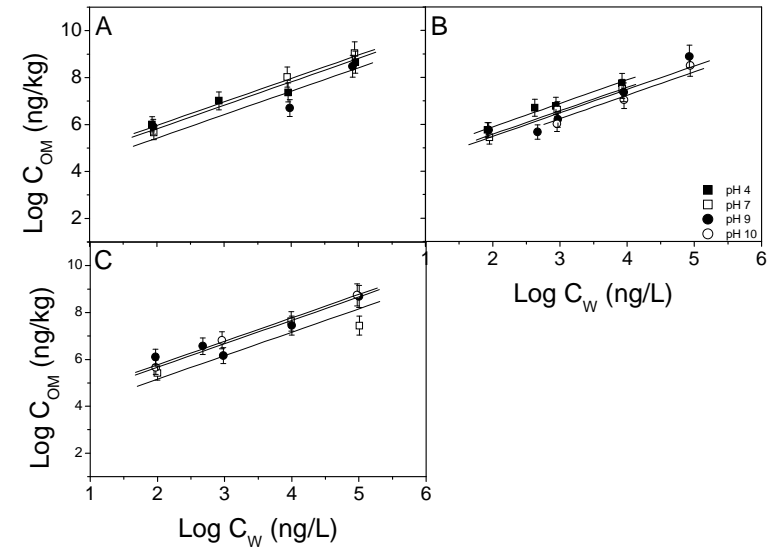 A
B
10
8
6
4
2
Log C_OM (ng/kg)
pH 4
pH 7
pH 9
pH 10
1 2 3 4 5 6
Log C_W (ng/L)
C
10
8
6
4
2
Log C_OM (ng/kg)
1 2 3 4 5 6
Log C_W (ng/L)